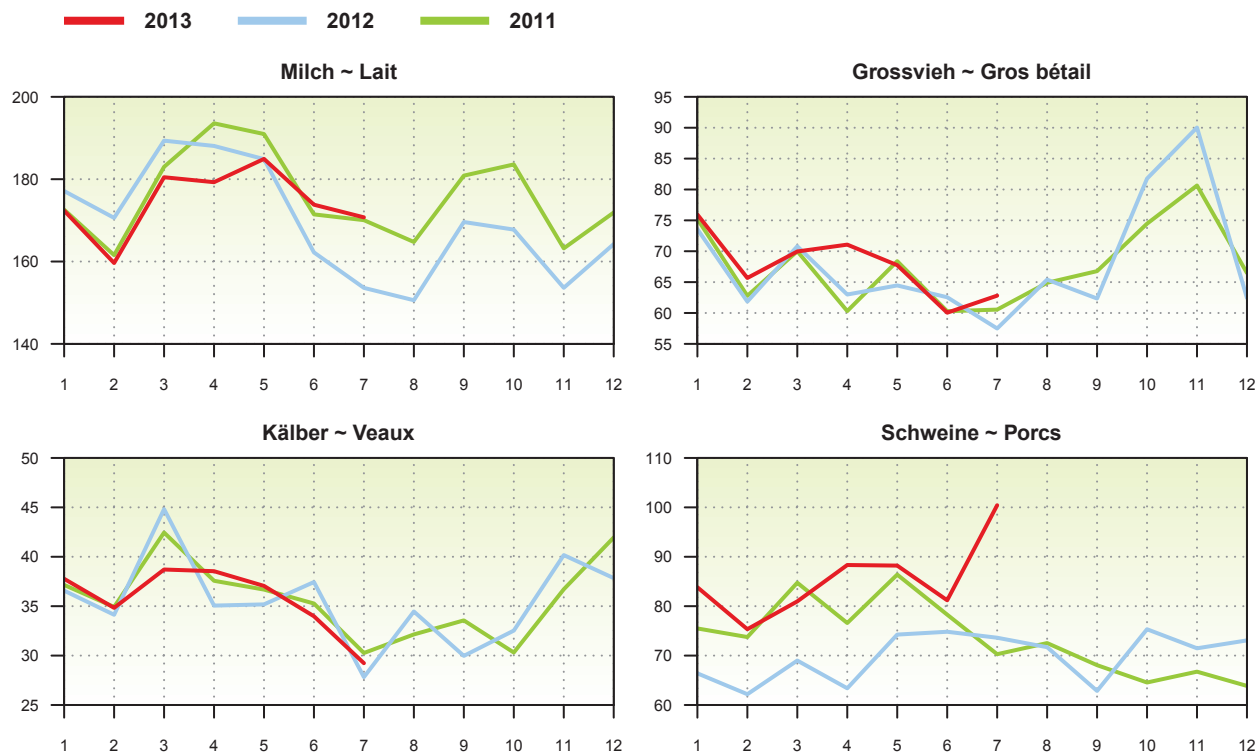 2013 2012 2011
Milch ~ Lait
200
180
160
140
1 2 3 4 5 6 7 8 9 10 11 12
Grossvieh ~ Gros bétail
95
90
85
80
75
70
65
60
55
1 2 3 4 5 6 7 8 9 10 11 12
Kälber ~ Veaux
50
45
40
35
30
25
1 2 3 4 5 6 7 8 9 10 11 12
Schweine ~ Porcs
110
100
90
80
70
60
1 2 3 4 5 6 7 8 9 10 11 12